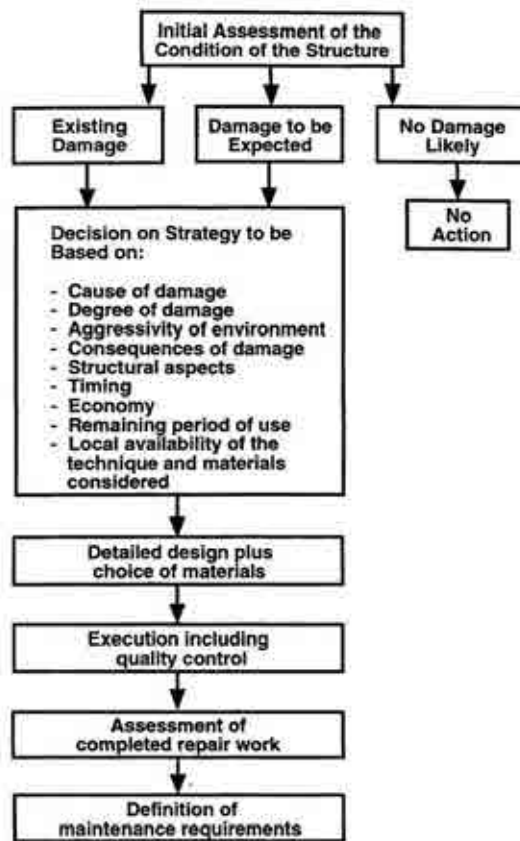 Initial Assessment of the
Condition of the Structure
Existing
Damage
Damage to be
Expected
No Damage
Likely
No
Action
Decision on Strategy to be
Based on:
- Cause of damage
- Degree of damage
- Aggressivity of environment
- Consequences of damage
- Structural aspects
- Timing
- Economy
- Remaining period of use
- Local availability of the
technique and materials
considered
Detailed design plus
choice of materials
Execution including
quality control
Assessment of
completed repair work
Definition of
maintenance requirements